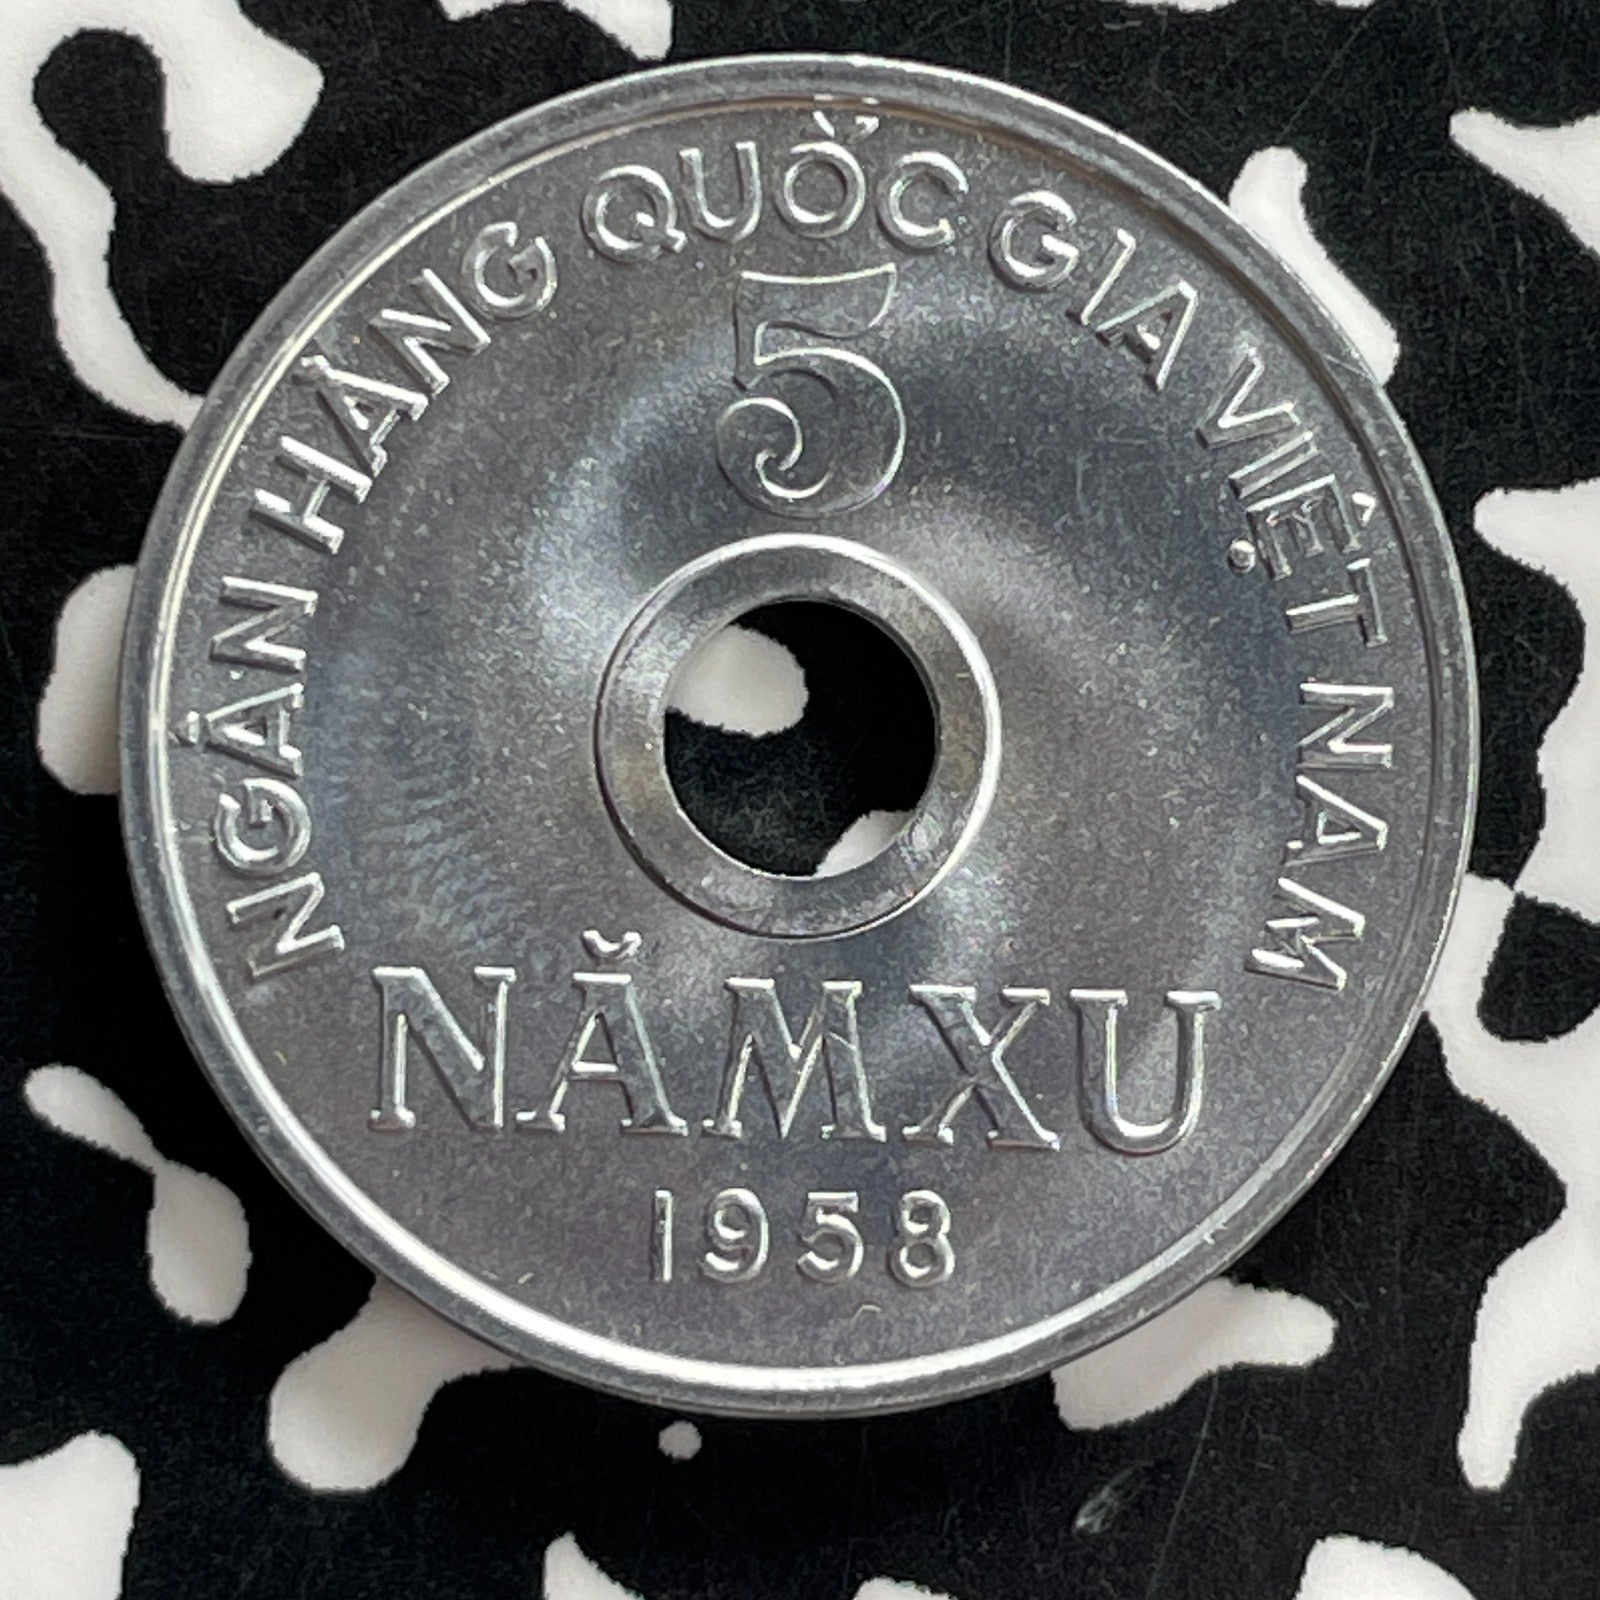 NGÂN HÀNG QUỐC GIA VIỆT NAM
5
NĂM XU
1958